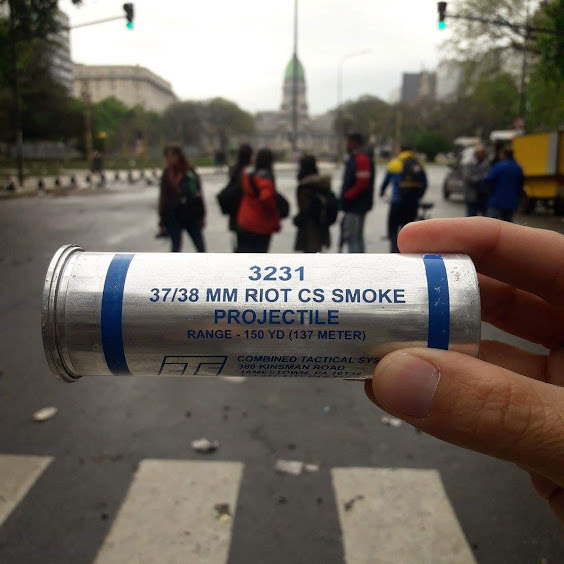 3231
37/38 MM RIOT CS SMOKE
PROJECTILE
RANGE - 150 YD (137 METER)
COMBINED TACTICAL SYS
388 KINSMAN ROAD
JAMESTOWN, PA 16134